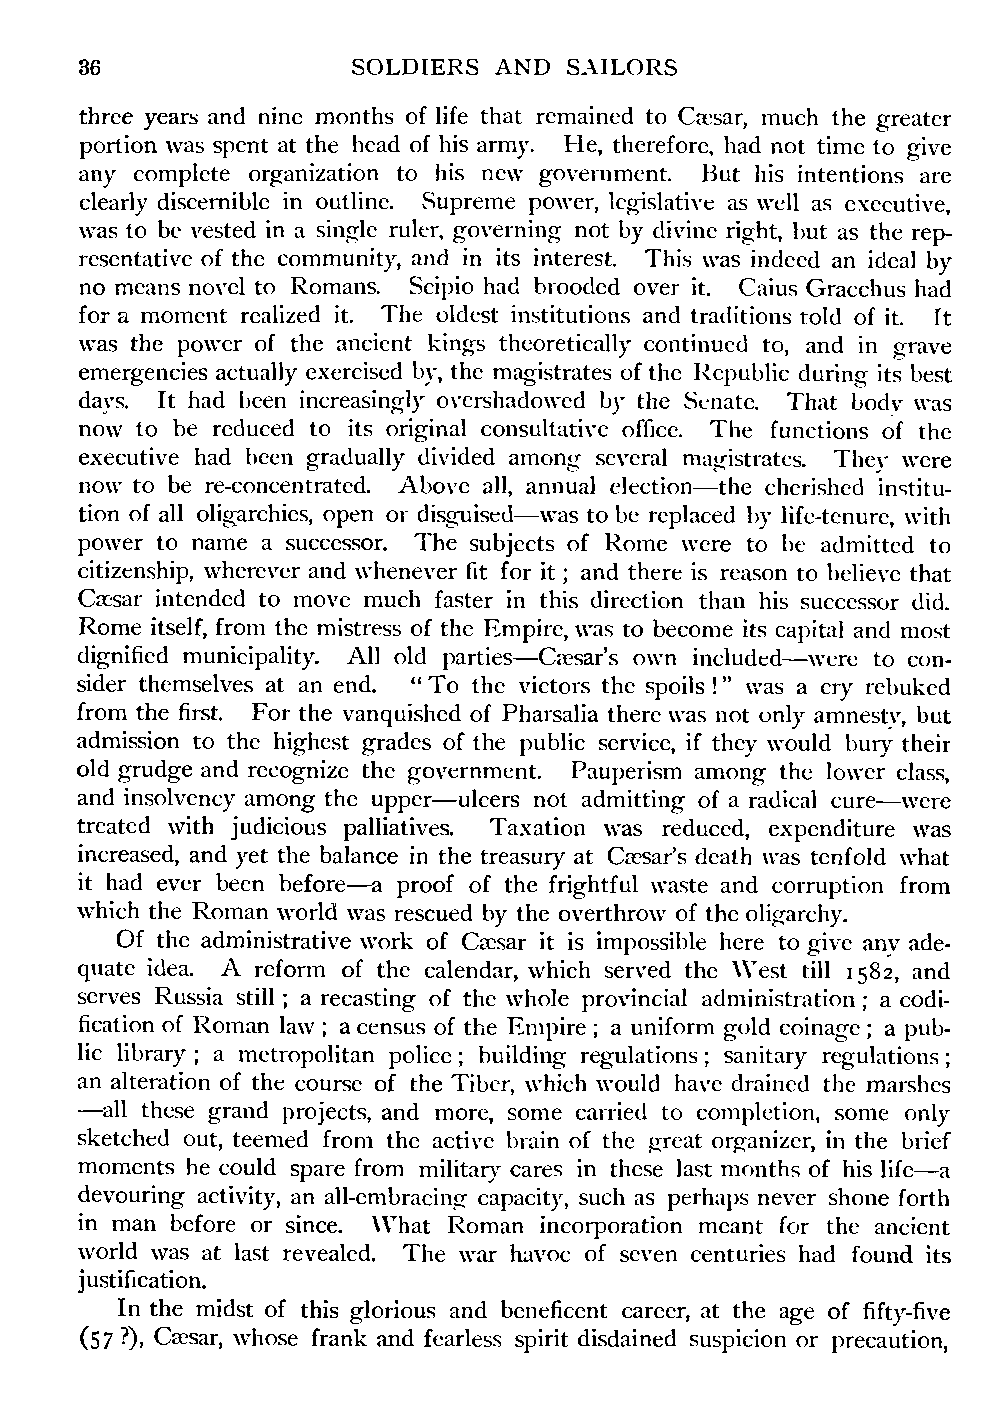 36 SOLDIERS AND SAILORS
three years and nine months of life that remained to Cæsar, much the greater
portion was spent at the head of his army. He, therefore, had not time to give
any complete organization to his new government. But his intentions are
clearly discernible in outline. Supreme power, legislative as well as executive,
was to be vested in a single ruler, governing not by divine right, but as the rep-
resentative of the community, and in its interest. This was indeed an ideal by
no means novel to Romans. Scipio had brooded over it. Caius Gracchus had
for a moment realized it. The oldest institutions and traditions told of it. It
was the power of the ancient kings theoretically continued to, and in grave
emergencies actually exercised by, the magistrates of the Republic during its best
days. It had been increasingly overshadowed by the Senate. That body was
now to be reduced to its original consultative office. The functions of the
executive had been gradually divided among several magistrates. They were
now to be re-concentrated. Above all, annual election—the cherished institu-
tion of all oligarchies, open or disguised—was to be replaced by life-tenure, with
power to name a successor. The subjects of Rome were to be admitted to
citizenship, wherever and whenever fit for it ; and there is reason to believe that
Cæsar intended to move much faster in this direction than his successor did.
Rome itself, from the mistress of the Empire, was to become its capital and most
dignified municipality. All old parties—Cæsar's own included—were to con-
sider themselves at an end. "To the victors the spoils !" was a cry rebuked
from the first. For the vanquished of Pharsalia there was not only amnesty, but
admission to the highest grades of the public service, if they would bury their
old grudge and recognize the government. Pauperism among the lower class,
and insolvency among the upper—ulcers not admitting of a radical cure—were
treated with judicious palliatives. Taxation was reduced, expenditure was
increased, and yet the balance in the treasury at Cæsar's death was tenfold what
it had ever been before—a proof of the frightful waste and corruption from
which the Roman world was rescued by the overthrow of the oligarchy.
Of the administrative work of Cæsar it is impossible here to give any ade-
quate idea. A reform of the calendar, which served the West till 1582, and
serves Russia still ; a recasting of the whole provincial administration ; a codi-
fication of Roman law ; a census of the Empire ; a uniform gold coinage ; a pub-
lic library ; a metropolitan police ; building regulations ; sanitary regulations ;
an alteration of the course of the Tiber, which would have drained the marshes
—all these grand projects, and more, some carried to completion, some only
sketched out, teemed from the active brain of the great organizer, in the brief
moments he could spare from military cares in these last months of his life—a
devouring activity, an all-embracing capacity, such as perhaps never shone forth
in man before or since. What Roman incorporation meant for the ancient
world was at last revealed. The war havoc of seven centuries had found its
justification.
In the midst of this glorious and beneficent career, at the age of fifty-five
(57 ?), Cæsar, whose frank and fearless spirit disdained suspicion or precaution,